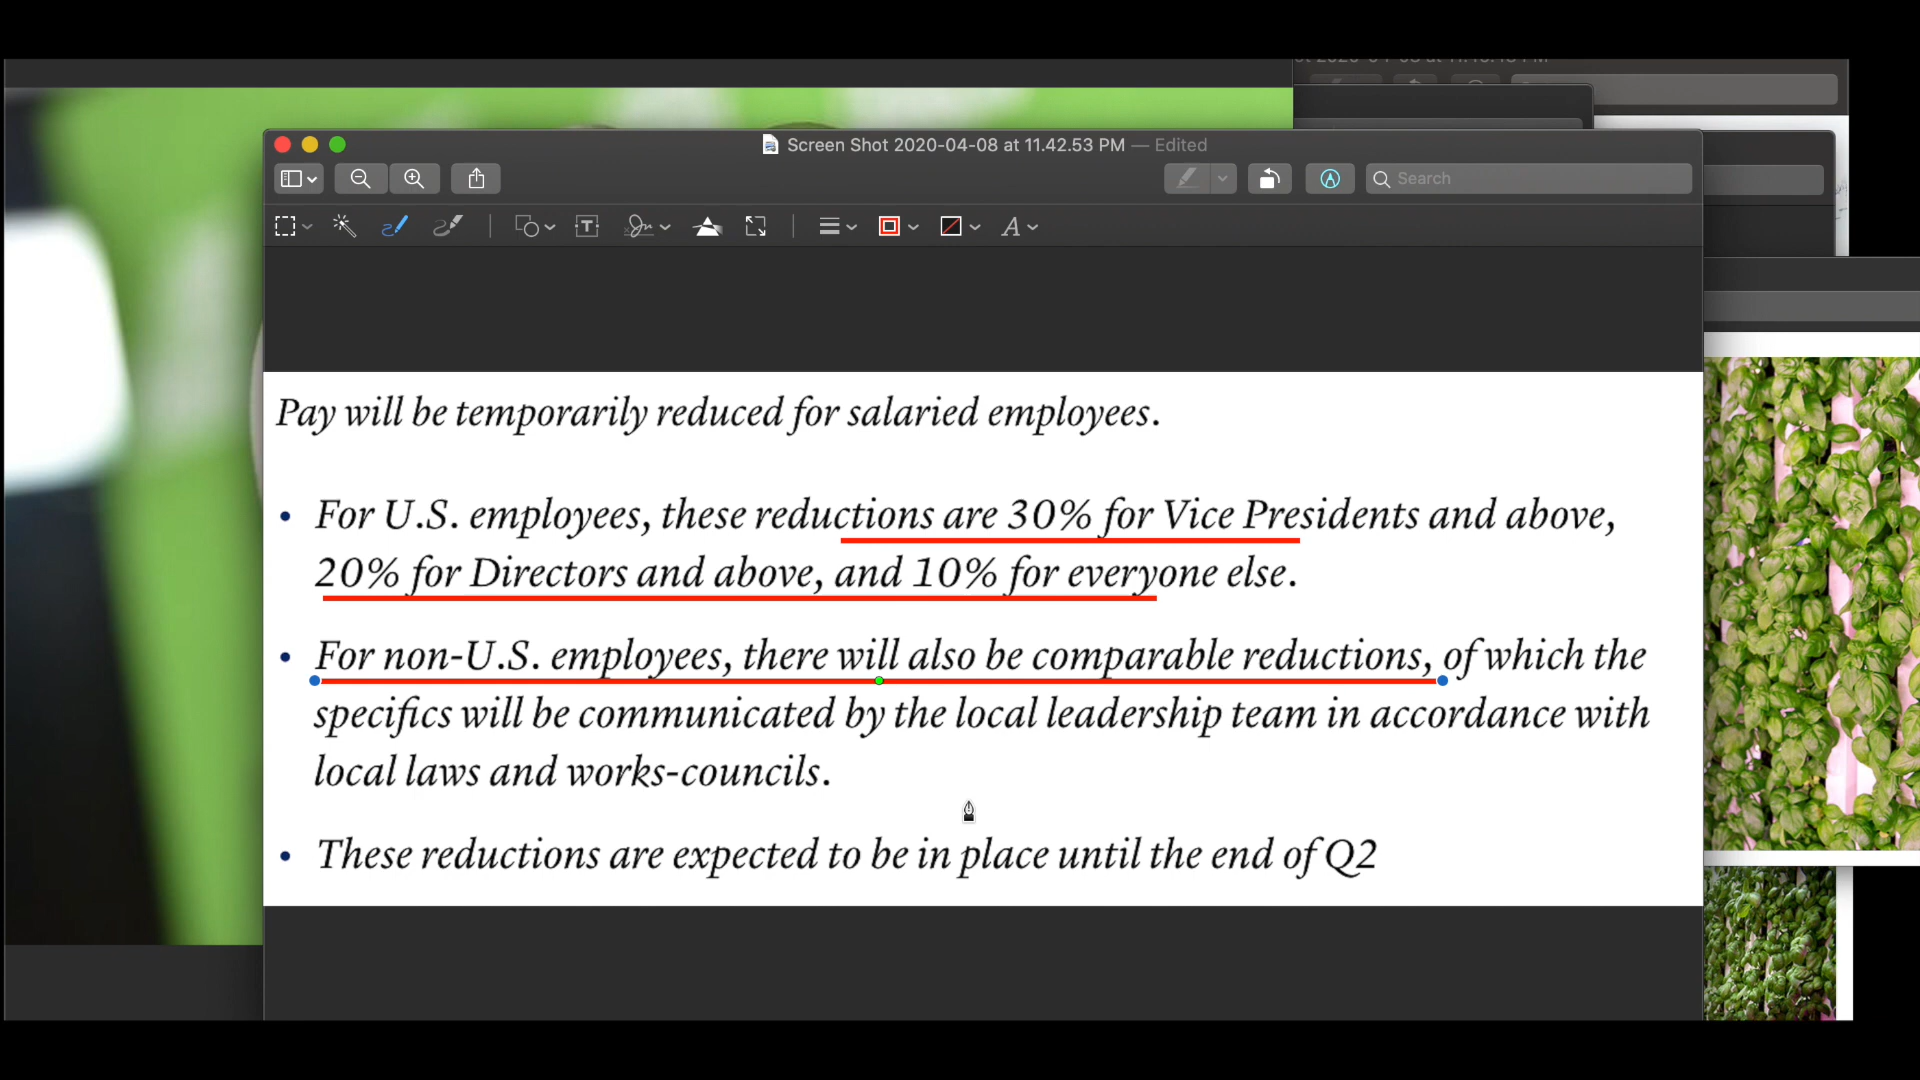 Screen Shot 2020-04-08 at 11.42.53 PM — Edited
Search
Pay will be temporarily reduced for salaried employees.
• For U.S. employees, these reductions are 30% for Vice Presidents and above,
20% for Directors and above, and 10% for everyone else.
• For non-U.S. employees, there will also be comparable reductions, of which the
specifics will be communicated by the local leadership team in accordance with
local laws and works-councils.
• These reductions are expected to be in place until the end of Q2